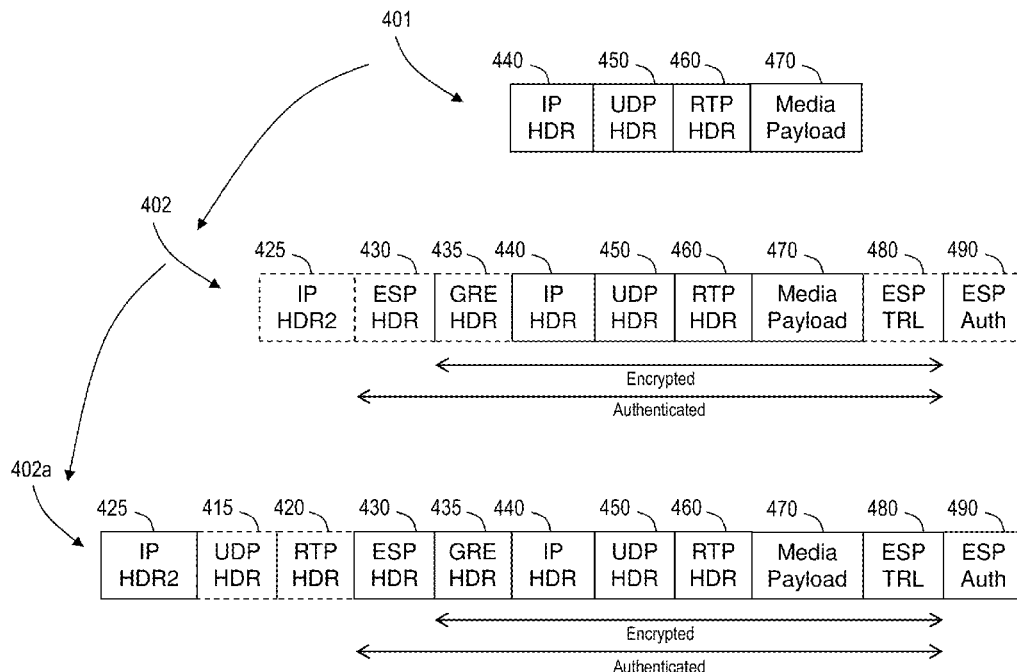 401
440 450 460 470
IP HDR UDP HDR RTP HDR Media Payload
402
425 430 435 440 450 460 470 480 490
IP HDR2 ESP HDR GRE HDR IP HDR UDP HDR RTP HDR Media Payload ESP TRL ESP Auth
Encrypted
Authenticated
402a
425 415 420 430 435 440 450 460 470 480 490
IP HDR2 UDP HDR RTP HDR ESP HDR GRE HDR IP HDR UDP HDR RTP HDR Media Payload ESP TRL ESP Auth
Encrypted
Authenticated